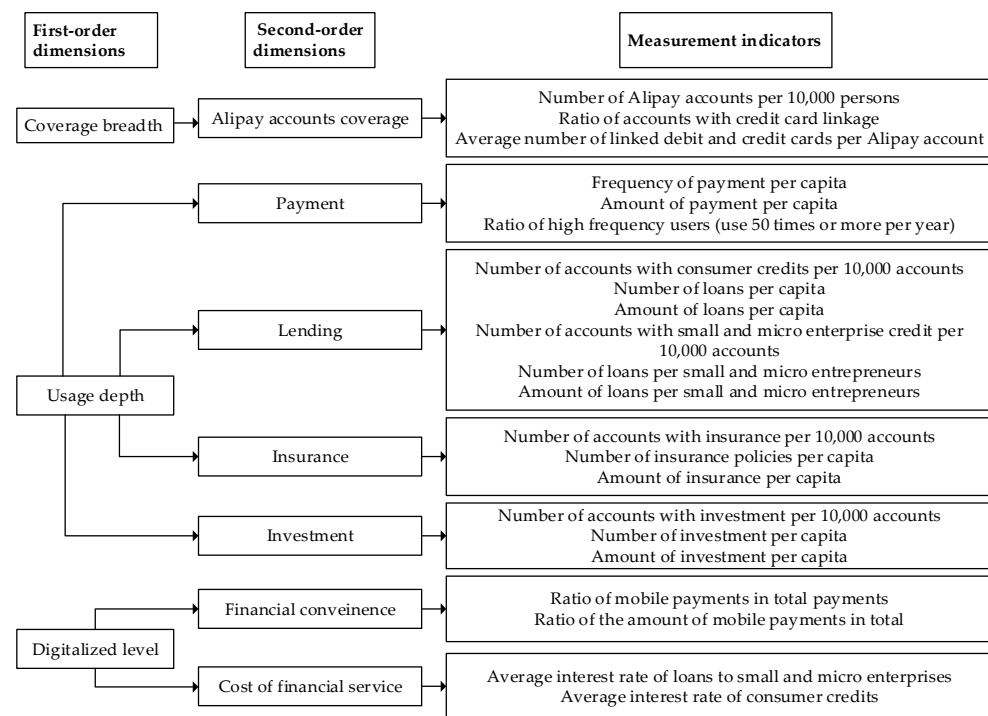 First-order
dimensions
Second-order
dimensions
Measurement indicators
Coverage breadth
Alipay accounts coverage
Number of Alipay accounts per 10,000 persons
Ratio of accounts with credit card linkage
Average number of linked debit and credit cards per Alipay account
Usage depth
Payment
Frequency of payment per capita
Amount of payment per capita
Ratio of high frequency users (use 50 times or more per year)
Lending
Number of accounts with consumer credits per 10,000 accounts
Number of loans per capita
Amount of loans per capita
Number of accounts with small and micro enterprise credit per
10,000 accounts
Number of loans per small and micro entrepreneurs
Amount of loans per small and micro entrepreneurs
Insurance
Number of accounts with insurance per 10,000 accounts
Number of insurance policies per capita
Amount of insurance per capita
Investment
Number of accounts with investment per 10,000 accounts
Number of investment per capita
Amount of investment per capita
Digitalized level
Financial conveinence
Ratio of mobile payments in total payments
Ratio of the amount of mobile payments in total
Cost of financial service
Average interest rate of loans to small and micro enterprises
Average interest rate of consumer credits